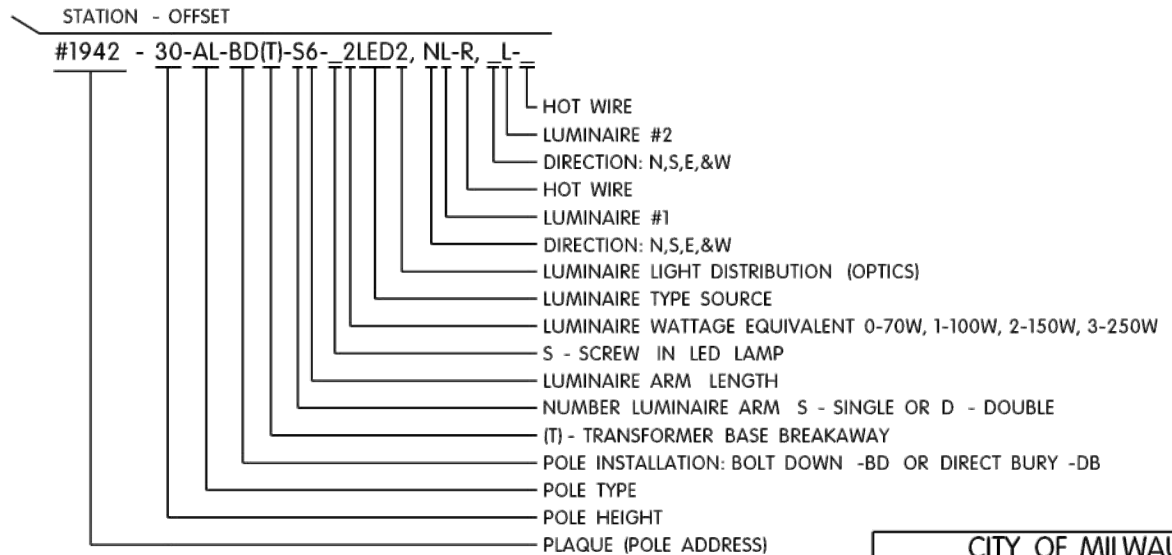 STATION - OFFSET
#1942 - 30-AL-BD(T)-S6-_2LED2, NL-R, _L-_
HOT WIRE
LUMINAIRE #2
DIRECTION: N,S,E,&W
HOT WIRE
LUMINAIRE #1
DIRECTION: N,S,E,&W
LUMINAIRE LIGHT DISTRIBUTION (OPTICS)
LUMINAIRE TYPE SOURCE
LUMINAIRE WATTAGE EQUIVALENT 0-70W, 1-100W, 2-150W, 3-250W
S - SCREW IN LED LAMP
LUMINAIRE ARM LENGTH
NUMBER LUMINAIRE ARM S - SINGLE OR D - DOUBLE
(T) - TRANSFORMER BASE BREAKAWAY
POLE INSTALLATION: BOLT DOWN -BD OR DIRECT BURY -DB
POLE TYPE
POLE HEIGHT
PLAQUE (POLE ADDRESS)
CITY OF MILWAU